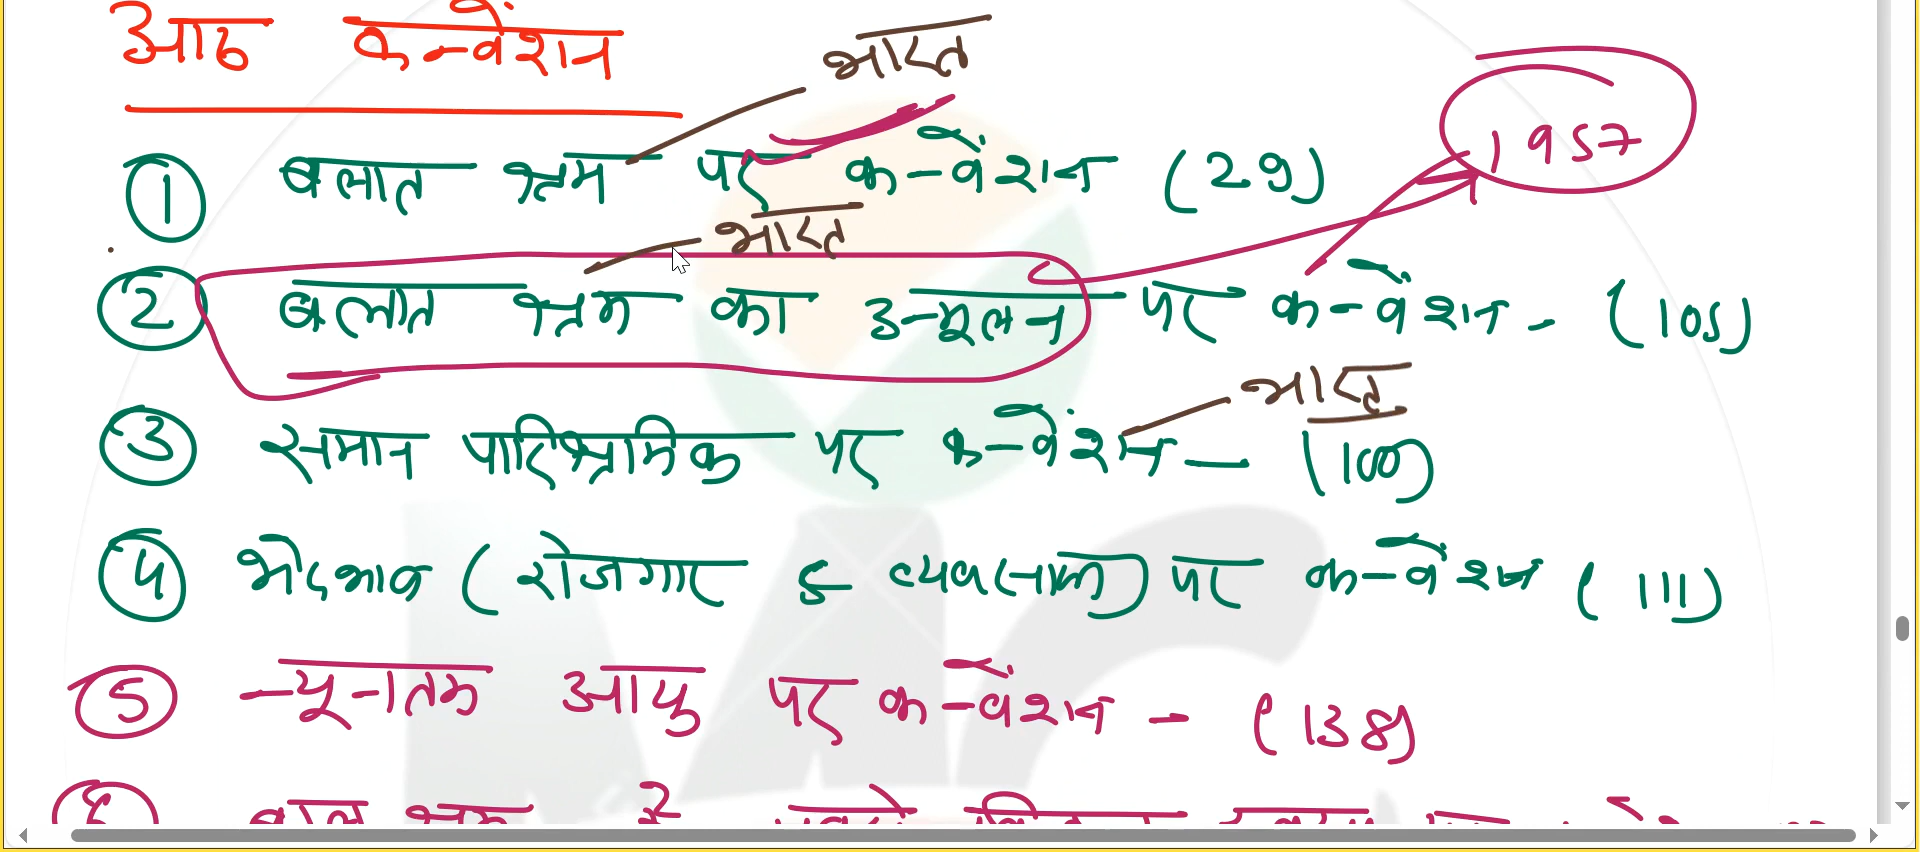 आठ कन्वेंशन
भारत
1957
① बलात श्रम पर कन्वेंशन (29)
भारत
② बलात श्रम का उन्मूलन पर कन्वेंशन - (105)
भारत
③ समान पारिश्रमिक पर कन्वेंशन - (100)
④ भेदभाव (रोजगार & व्यवसाय) पर कन्वेंशन (111)
⑤ न्यूनतम आयु पर कन्वेंशन - (138)